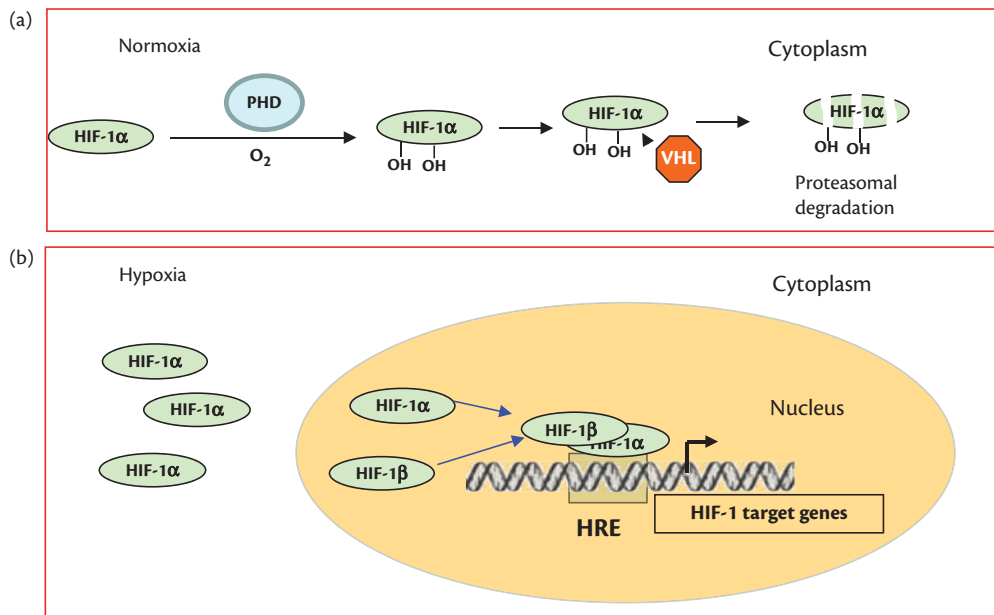 (a)
Normoxia
Cytoplasm
PHD
HIF-1α
O2
HIF-1α
OH
OH
HIF-1α
OH
OH
VHL
HIF-1α
OH
OH
Proteasomal
degradation
(b)
Hypoxia
Cytoplasm
HIF-1α
HIF-1α
HIF-1α
HIF-1α
HIF-1β
HIF-1β
HIF-1α
Nucleus
HRE
HIF-1 target genes